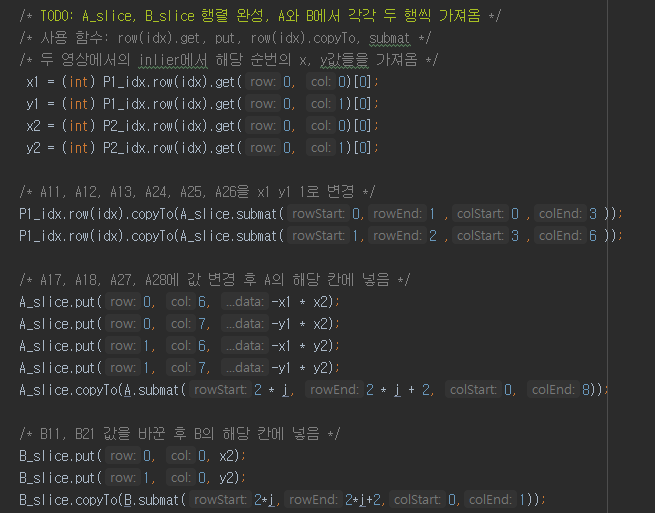 /* TODO: A_slice, B_slice 행렬 완성, A와 B에서 각각 두 행씩 가져옴 */
/* 사용 함수: row(idx).get, put, row(idx).copyTo, submat */
/* 두 영상에서의 inlier에서 해당 순번의 x, y값들을 가져옴 */
x1 = (int) P1_idx.row(idx).get( row: 0, col: 0)[0];
y1 = (int) P1_idx.row(idx).get( row: 0, col: 1)[0];
x2 = (int) P2_idx.row(idx).get( row: 0, col: 0)[0];
y2 = (int) P2_idx.row(idx).get( row: 0, col: 1)[0];
/* A11, A12, A13, A24, A25, A26을 x1 y1 1로 변경 */
P1_idx.row(idx).copyTo(A_slice.submat( rowStart: 0, rowEnd: 1 , colStart: 0 , colEnd: 3 ));
P1_idx.row(idx).copyTo(A_slice.submat( rowStart: 1, rowEnd: 2 , colStart: 3 , colEnd: 6 ));
/* A17, A18, A27, A28에 값 변경 후 A의 해당 칸에 넣음 */
A_slice.put( row: 0, col: 6, ...data: -x1 * x2);
A_slice.put( row: 0, col: 7, ...data: -y1 * x2);
A_slice.put( row: 1, col: 6, ...data: -x1 * y2);
A_slice.put( row: 1, col: 7, ...data: -y1 * y2);
A_slice.copyTo(A.submat( rowStart: 2 * j, rowEnd: 2 * j + 2, colStart: 0, colEnd: 8));
/* B11, B21 값을 바꾼 후 B의 해당 칸에 넣음 */
B_slice.put( row: 0, col: 0, x2);
B_slice.put( row: 1, col: 0, y2);
B_slice.copyTo(B.submat( rowStart: 2*j, rowEnd: 2*j+2, colStart: 0, colEnd: 1));